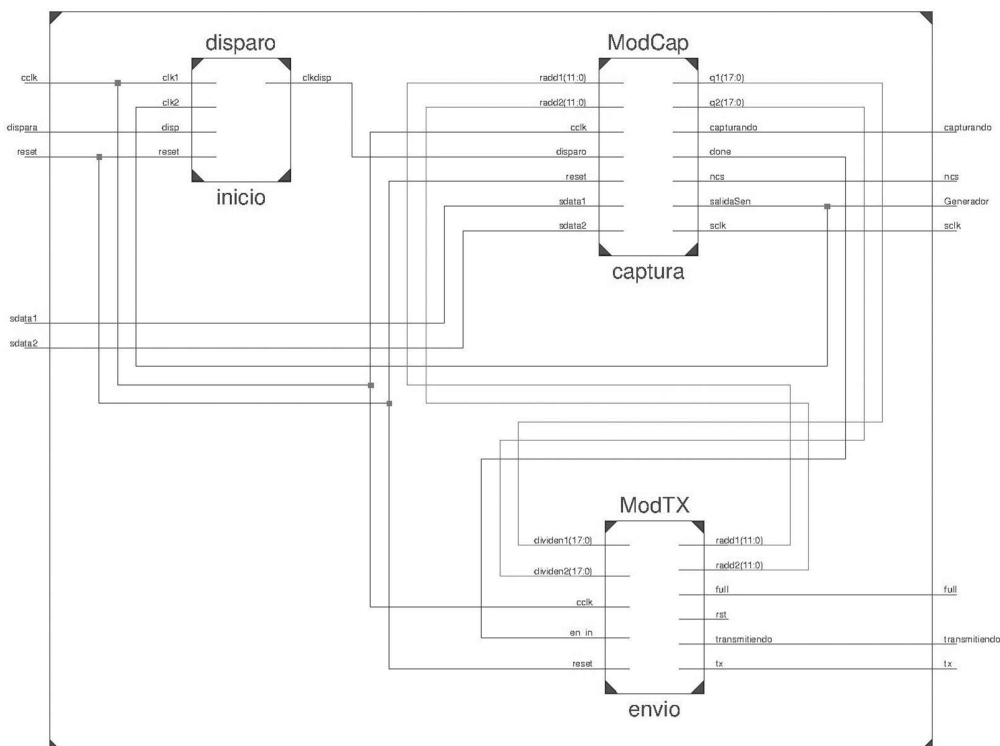 disparo
cclk clk1 clkdisp
clk2
dispara disp
reset reset
inicio
ModCap
radd1(11:0) q1(17:0)
radd2(11:0) q2(17:0)
cclk capturando capturando
disparo done
reset ncs ncs
sdata1 salidaSen Generador
sdata2 sclk sclk
captura
sdata1
sdata2
ModTX
dividen1(17:0) radd1(11:0)
dividen2(17:0) radd2(11:0)
full full
cclk
rst
en in
transmitiendo transmitiendo
reset tx tx
envio